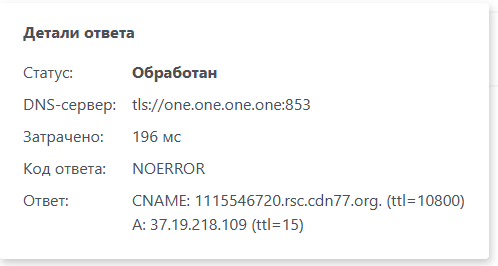 Детали ответа
Статус: Обработан
DNS-сервер: tls://one.one.one.one:853
Затрачено: 196 мс
Код ответа: NOERROR
Ответ: CNAME: 1115546720.rsc.cdn77.org. (ttl=10800)
A: 37.19.218.109 (ttl=15)